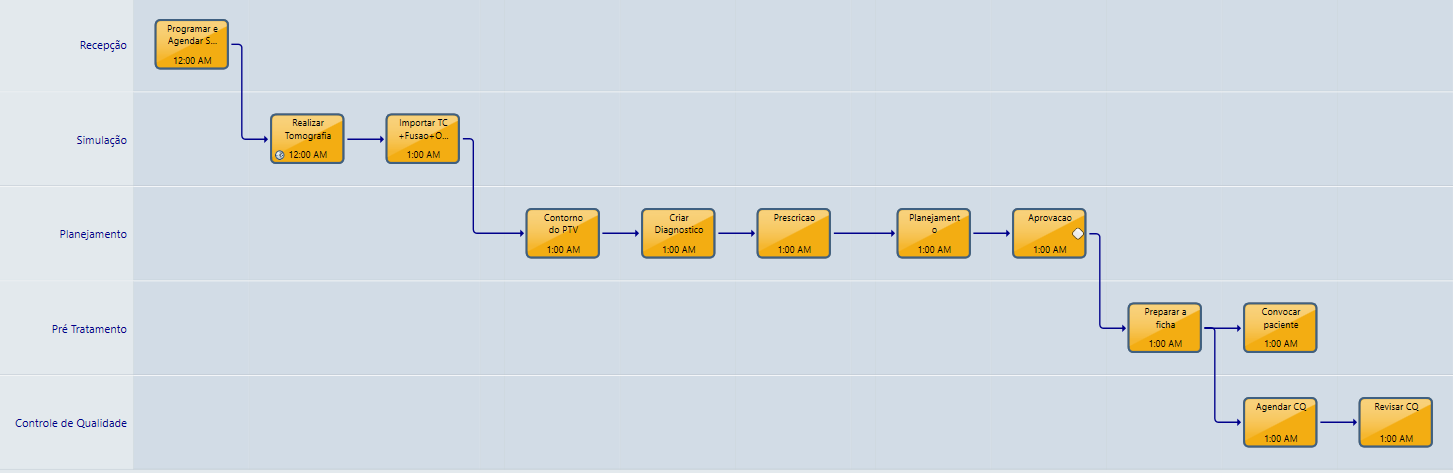 Recepção
Programar e
Agendar S...
12:00 AM
Simulação
Realizar
Tomografia
12:00 AM
Importar TC
+Fusao+O...
1:00 AM
Planejamento
Contorno
do PTV
1:00 AM
Criar
Diagnostico
1:00 AM
Prescricao
1:00 AM
Planejament
o
1:00 AM
Aprovacao
1:00 AM
Pré Tratamento
Preparar a
ficha
1:00 AM
Convocar
paciente
1:00 AM
Controle de Qualidade
Agendar CQ
1:00 AM
Revisar CQ
1:00 AM